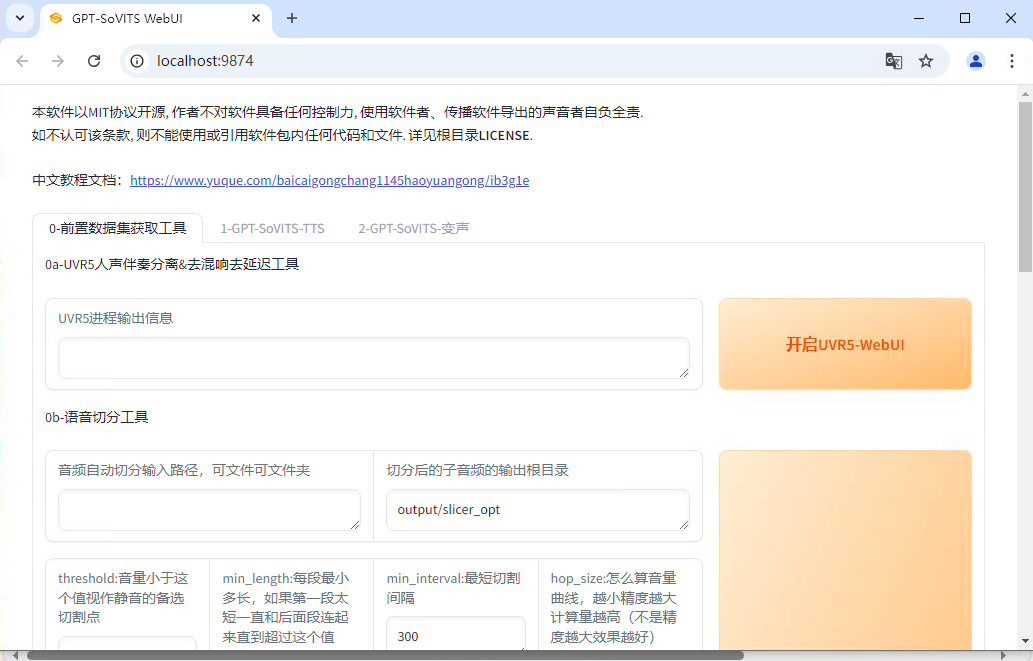 GPT-SoVITS WebUI
localhost:9874
本软件以MIT协议开源, 作者不对软件具备任何控制力, 使用软件者、传播软件导出的声音者自负全责.
如不认可该条款, 则不能使用或引用软件包内任何代码和文件. 详见根目录LICENSE.
中文教程文档：https://www.yuque.com/baicaigongchang1145haoyuangong/ib3g1e
0-前置数据集获取工具
1-GPT-SoVITS-TTS
2-GPT-SoVITS-变声
0a-UVR5人声伴奏分离&去混响去延迟工具
UVR5进程输出信息
开启UVR5-WebUI
0b-语音切分工具
音频自动切分输入路径，可文件可文件夹
切分后的子音频的输出根目录
output/slicer_opt
threshold:音量小于这
个值视作静音的备选
切割点
min_length:每段最小
多长，如果第一段太
短一直和后面段连起
来直到超过这个值
min_interval:最短切割
间隔
300
hop_size:怎么算音量
曲线，越小精度越大
计算量越高（不是精
度越大效果越好）